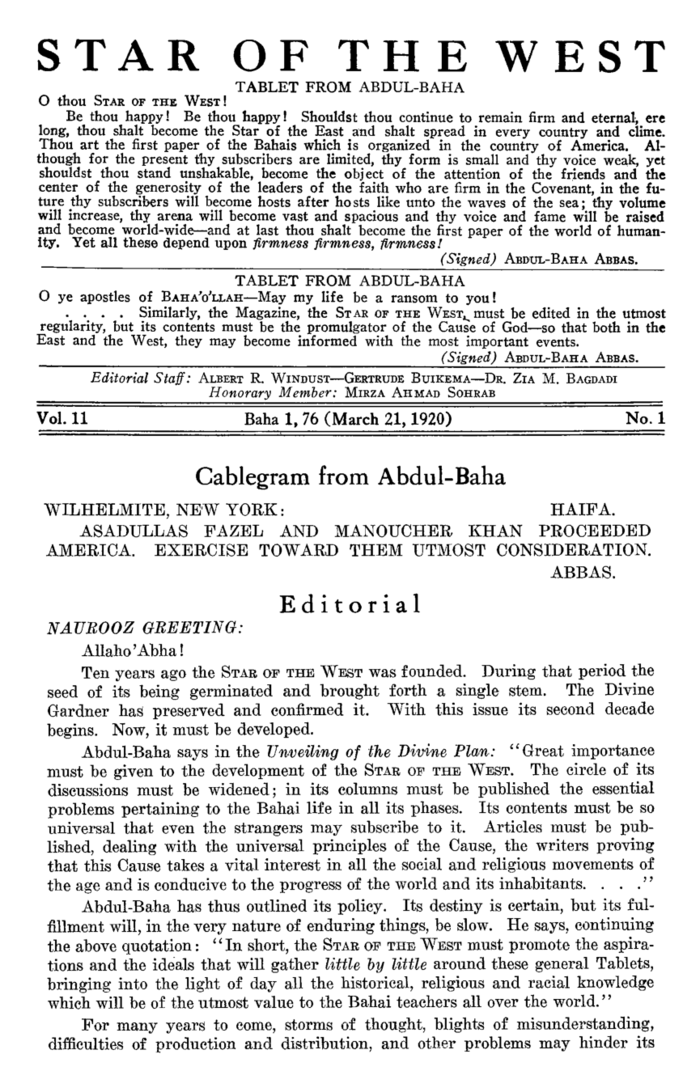 STAR OF THE WEST
TABLET FROM ABDUL-BAHA
O thou STAR OF THE WEST!
Be thou happy! Be thou happy! Shouldst thou continue to remain firm and eternal, ere
long, thou shalt become the Star of the East and shalt spread in every country and clime.
Thou art the first paper of the Bahais which is organized in the country of America. Al-
though for the present thy subscribers are limited, thy form is small and thy voice weak, yet
shouldst thou stand unshakable, become the object of the attention of the friends and the
center of the generosity of the leaders of the faith who are firm in the Covenant, in the fu-
ture thy subscribers will become hosts after hosts like unto the waves of the sea; thy volume
will increase, thy arena will become vast and spacious and thy voice and fame will be raised
and become world-wide—and at last thou shalt become the first paper of the world of human-
ity. Yet all these depend upon firmness firmness, firmness!
(Signed) ABDUL-BAHA ABBAS.
TABLET FROM ABDUL-BAHA
O ye apostles of BAHA'O'LLAH—May my life be a ransom to you!
. . . . Similarly, the Magazine, the STAR OF THE WEST, must be edited in the utmost
regularity, but its contents must be the promulgator of the Cause of God—so that both in the
East and the West, they may become informed with the most important events.
(Signed) ABDUL-BAHA ABBAS.
Editorial Staff: ALBERT R. WINDUST—GERTRUDE BUIKEMA—DR. ZIA M. BAGDADI
Honorary Member: MIRZA AHMAD SOHRAB
Vol. 11 Baha 1, 76 (March 21, 1920) No. 1
Cablegram from Abdul-Baha
WILHELMITE, NEW YORK: HAIFA.
ASADULLAS FAZEL AND MANOUCHER KHAN PROCEEDED
AMERICA. EXERCISE TOWARD THEM UTMOST CONSIDERATION.
ABBAS.
Editorial
NAUROOZ GREETING:
Allaho'Abha!
Ten years ago the STAR OF THE WEST was founded. During that period the
seed of its being germinated and brought forth a single stem. The Divine
Gardner has preserved and confirmed it. With this issue its second decade
begins. Now, it must be developed.
Abdul-Baha says in the Unveiling of the Divine Plan: "Great importance
must be given to the development of the STAR OF THE WEST. The circle of its
discussions must be widened; in its columns must be published the essential
problems pertaining to the Bahai life in all its phases. Its contents must be so
universal that even the strangers may subscribe to it. Articles must be pub-
lished, dealing with the universal principles of the Cause, the writers proving
that this Cause takes a vital interest in all the social and religious movements of
the age and is conducive to the progress of the world and its inhabitants. . . ."
Abdul-Baha has thus outlined its policy. Its destiny is certain, but its ful-
fillment will, in the very nature of enduring things, be slow. He says, continuing
the above quotation: "In short, the STAR OF THE WEST must promote the aspira-
tions and the ideals that will gather little by little around these general Tablets,
bringing into the light of day all the historical, religious and racial knowledge
which will be of the utmost value to the Bahai teachers all over the world."
For many years to come, storms of thought, blights of misunderstanding,
difficulties of production and distribution, and other problems may hinder its